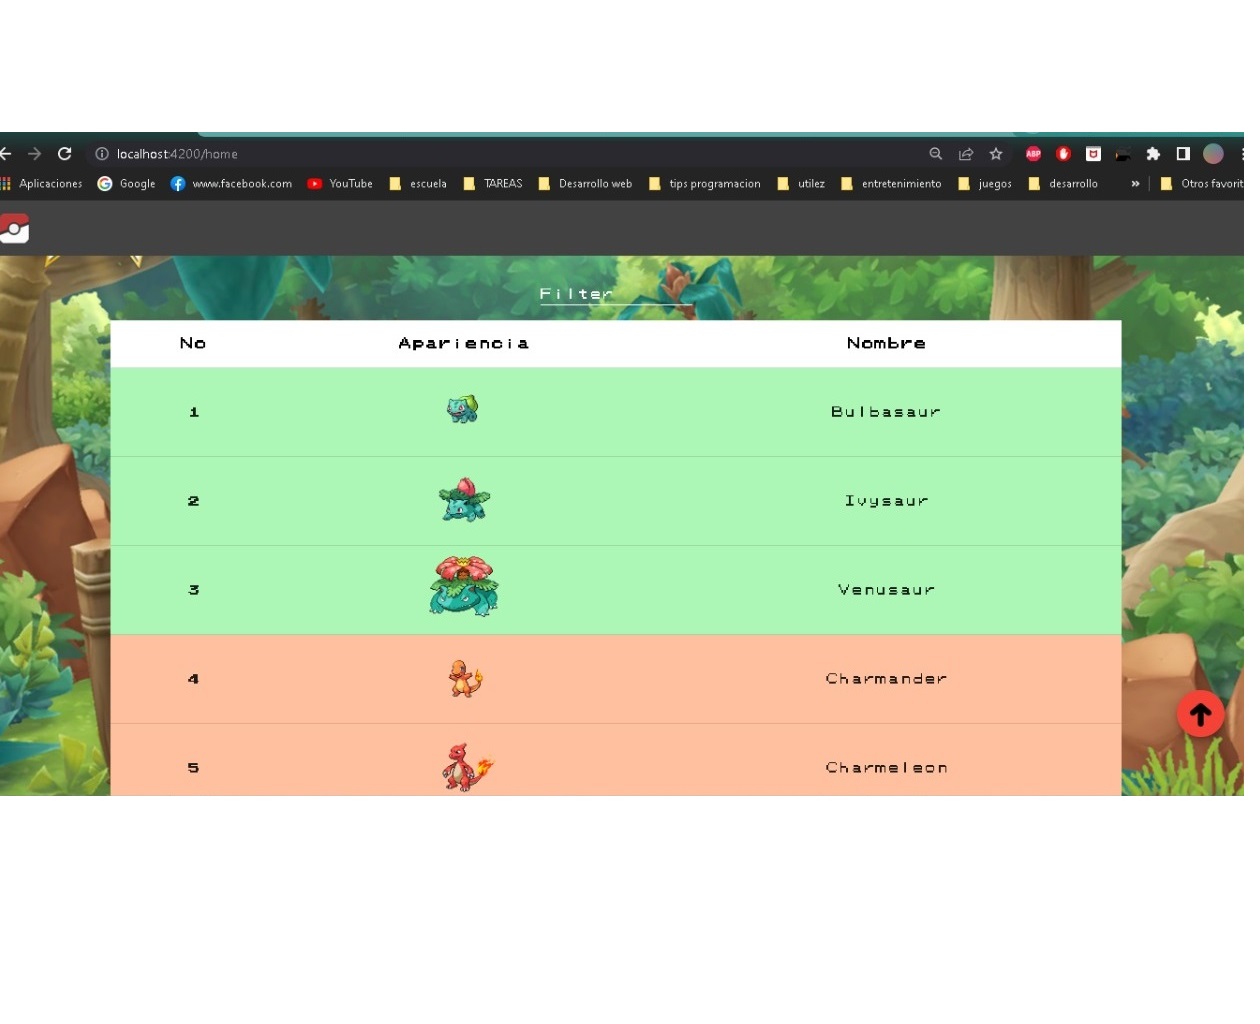 localhost:4200/home
ABP
Aplicaciones Google www.facebook.com YouTube escuela TAREAS Desarrollo web tips programacion utilez entretenimiento juegos desarrollo » Otros favorit
Filter
No Apariencia Nombre
1 Bulbasaur
2 Ivysaur
3 Venusaur
4 Charmander
5 Charmeleon